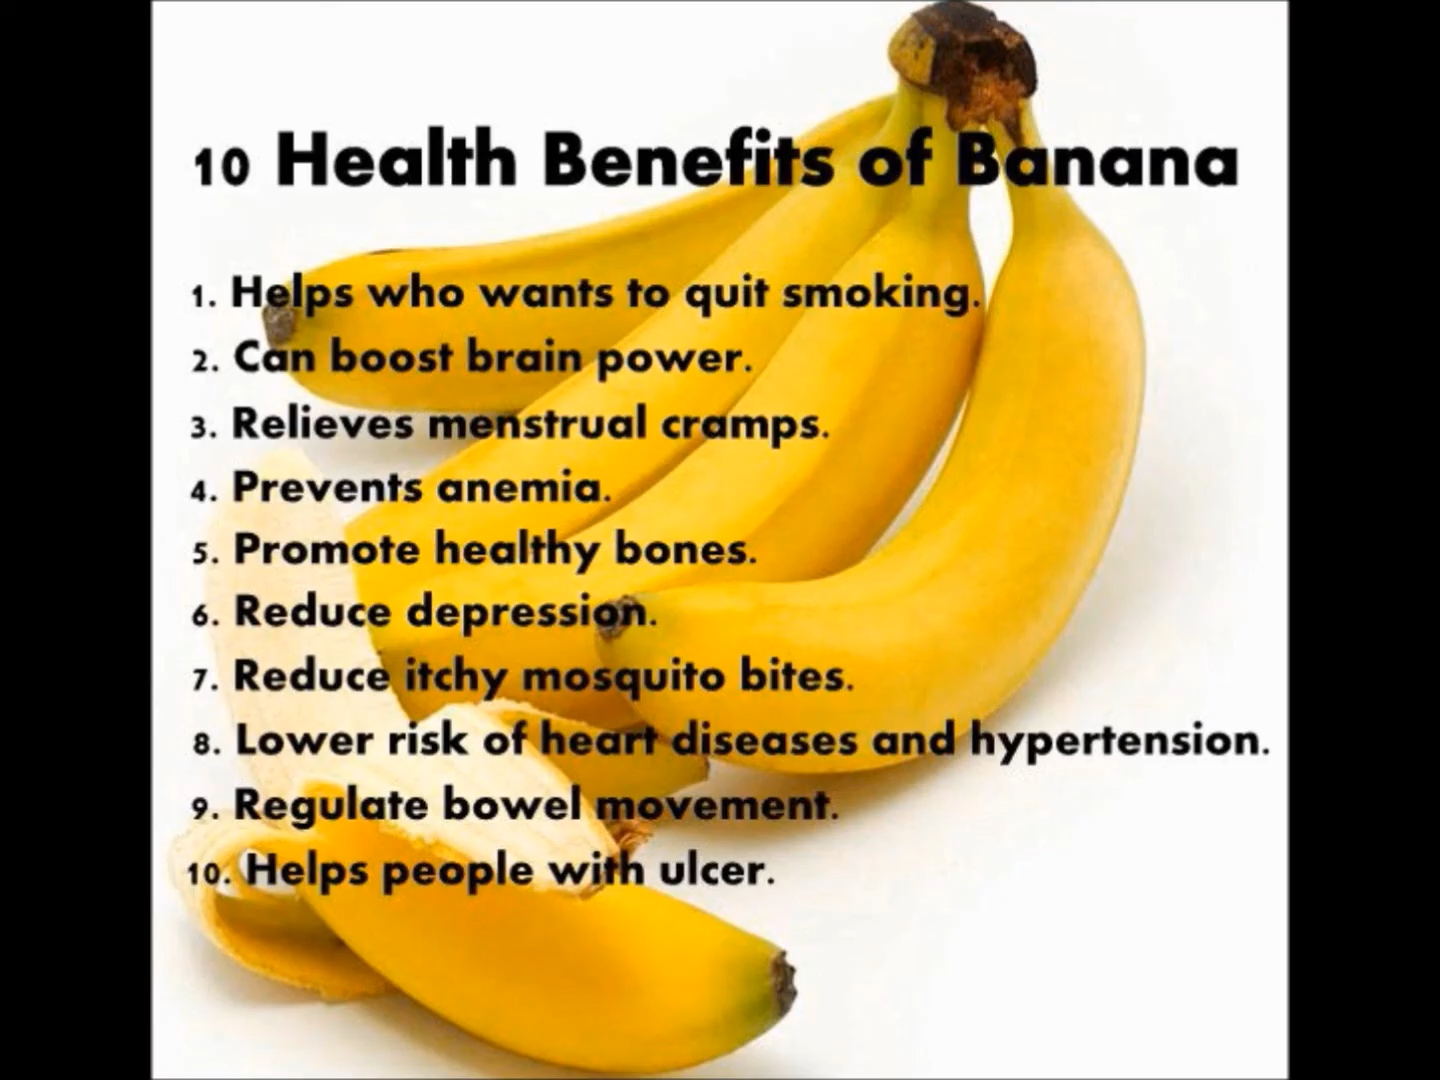 10 Health Benefits of Banana
1. Helps who wants to quit smoking.
2. Can boost brain power.
3. Relieves menstrual cramps.
4. Prevents anemia.
5. Promote healthy bones.
6. Reduce depression.
7. Reduce itchy mosquito bites.
8. Lower risk of heart diseases and hypertension.
9. Regulate bowel movement.
10. Helps people with ulcer.